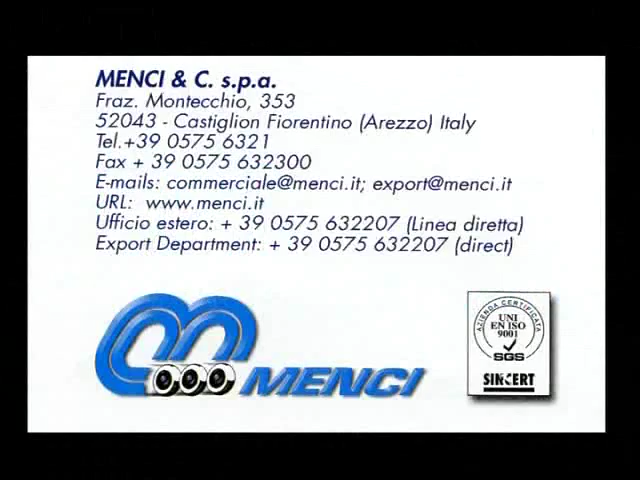 MENCI & C. s.p.a.
Fraz. Montecchio, 353
52043 - Castiglion Fiorentino (Arezzo) Italy
Tel.+39 0575 6321
Fax + 39 0575 632300
E-mails: commerciale@menci.it; export@menci.it
URL: www.menci.it
Ufficio estero: + 39 0575 632207 (Linea diretta)
Export Department: + 39 0575 632207 (direct)
MENCI
AZIENDA CERTIFICATA
UNI
EN ISO
9001
SGS
SINCERT